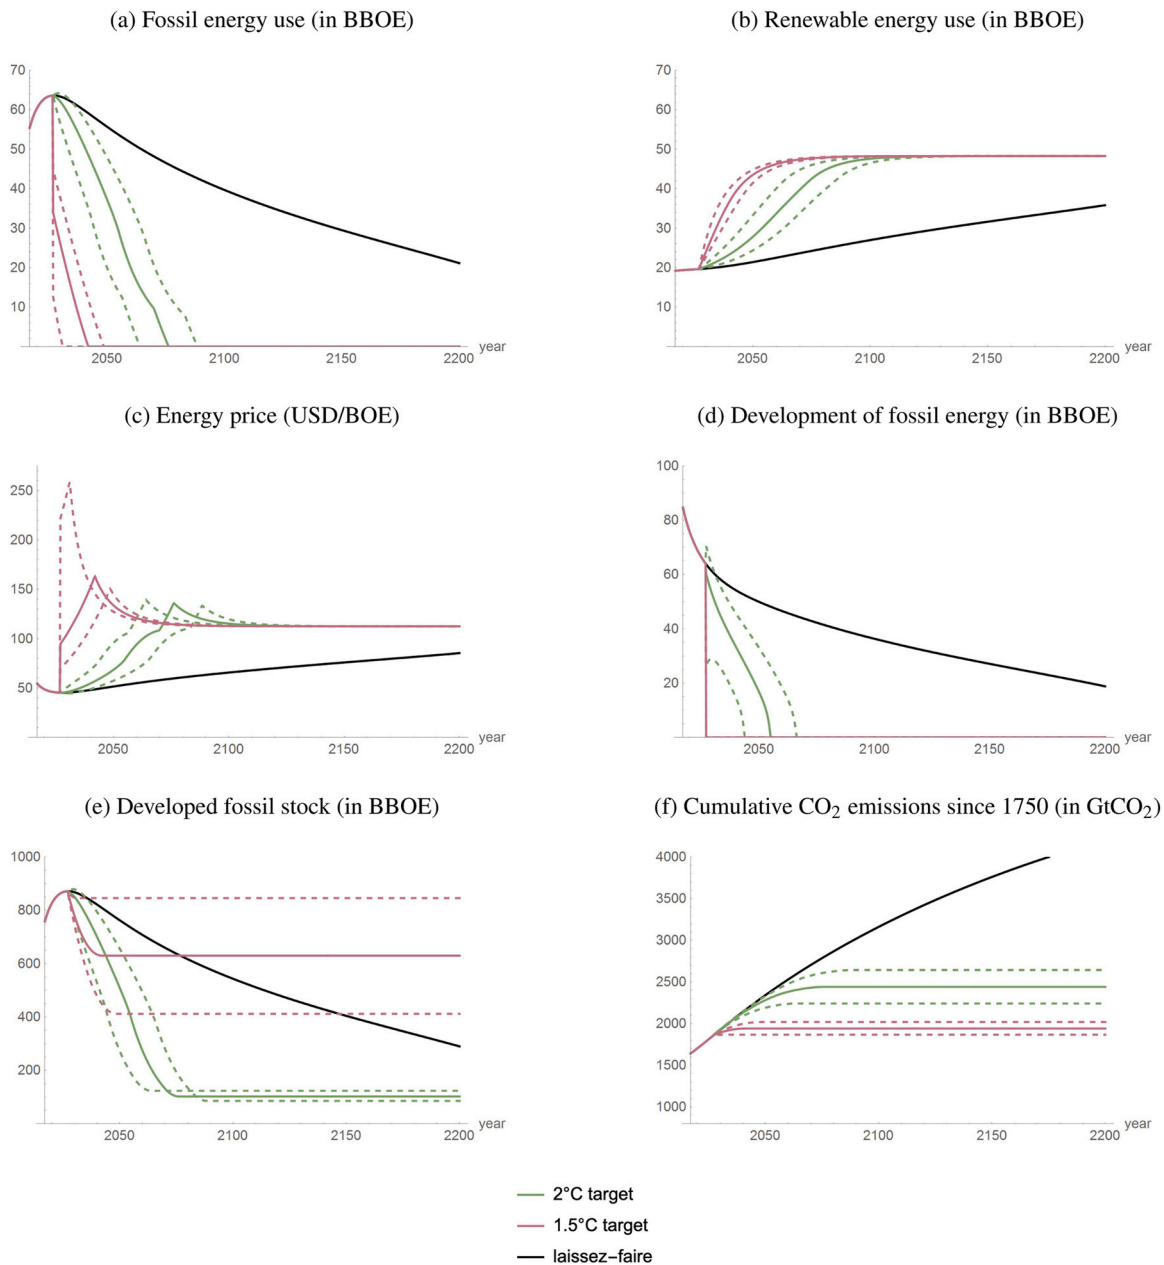 (a) Fossil energy use (in BBOE)
(b) Renewable energy use (in BBOE)
70
60
50
40
30
20
10
2050 2100 2150 2200 year
70
60
50
40
30
20
10
2050 2100 2150 2200 year
(c) Energy price (USD/BOE)
(d) Development of fossil energy (in BBOE)
250
200
150
100
50
2050 2100 2150 2200 year
100
80
60
40
20
2050 2100 2150 2200 year
(e) Developed fossil stock (in BBOE)
(f) Cumulative CO₂ emissions since 1750 (in GtCO₂)
1000
800
600
400
200
2050 2100 2150 2200 year
4000
3500
3000
2500
2000
1500
1000
2050 2100 2150 2200 year
2°C target
1.5°C target
laissez–faire